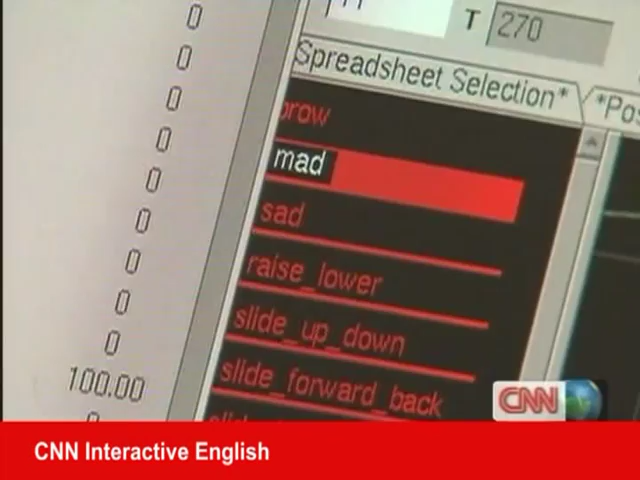 0
0
0
0
0
0
0
0
0
100.00
T 270
Spreadsheet Selection*
*Pos
brow
mad
sad
raise_lower
slide_up_down
slide_forward_back
CNN
CNN Interactive English